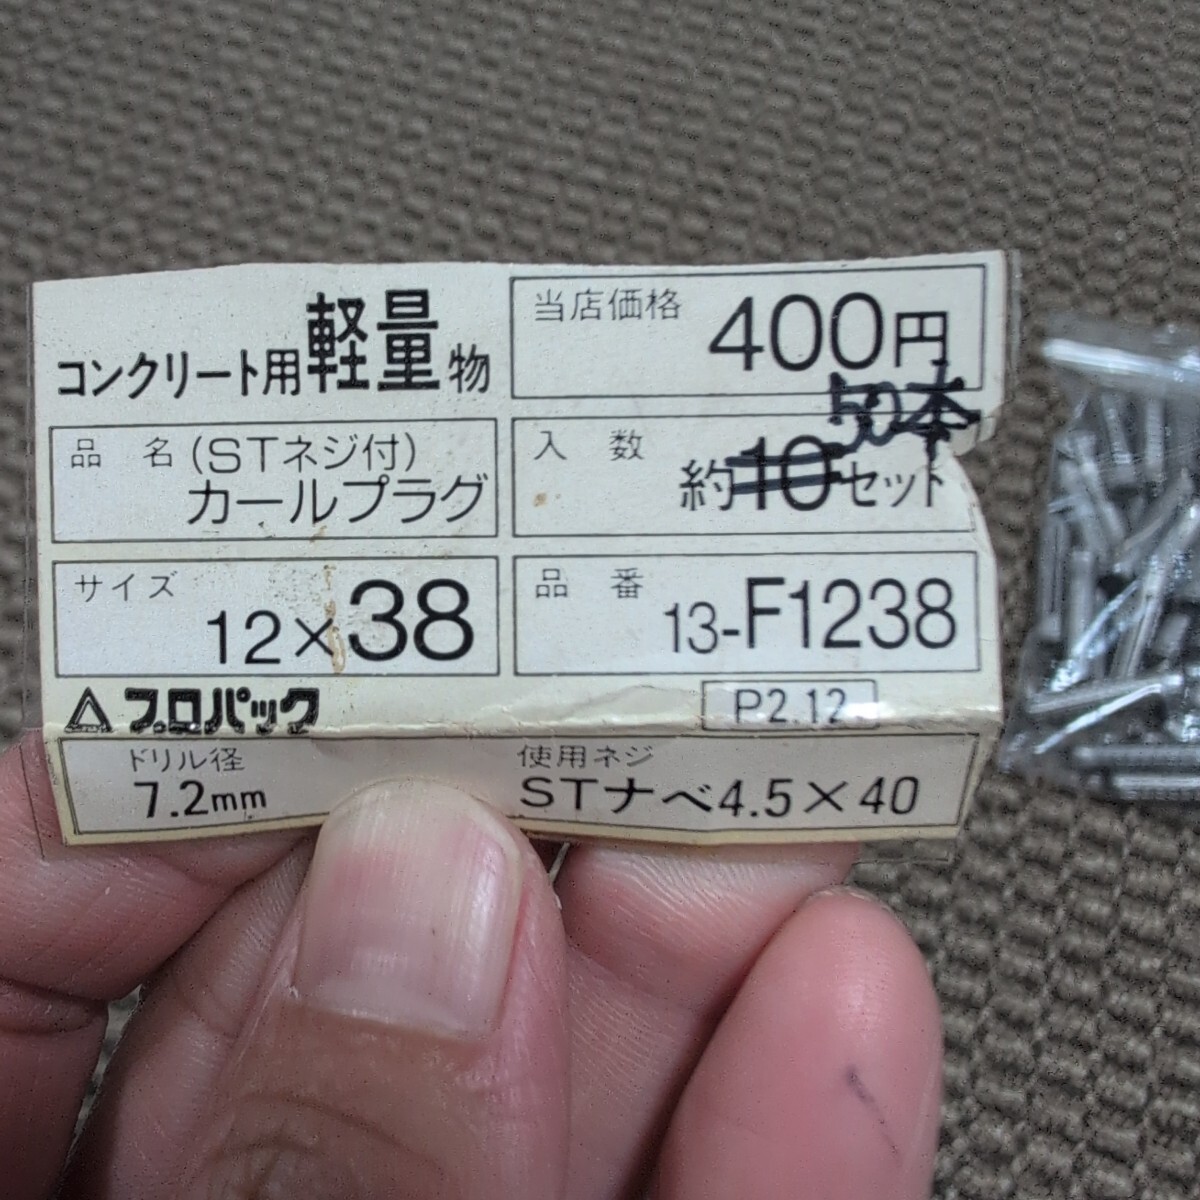 コンクリート用軽量物
当店価格
400円
品名 (STネジ付)
カールプラグ
入数
50本
約10セット
サイズ
12×38
品番
13-F1238
プロパック
P2.12
ドリル径
7.2mm
使用ネジ
STナベ4.5×40